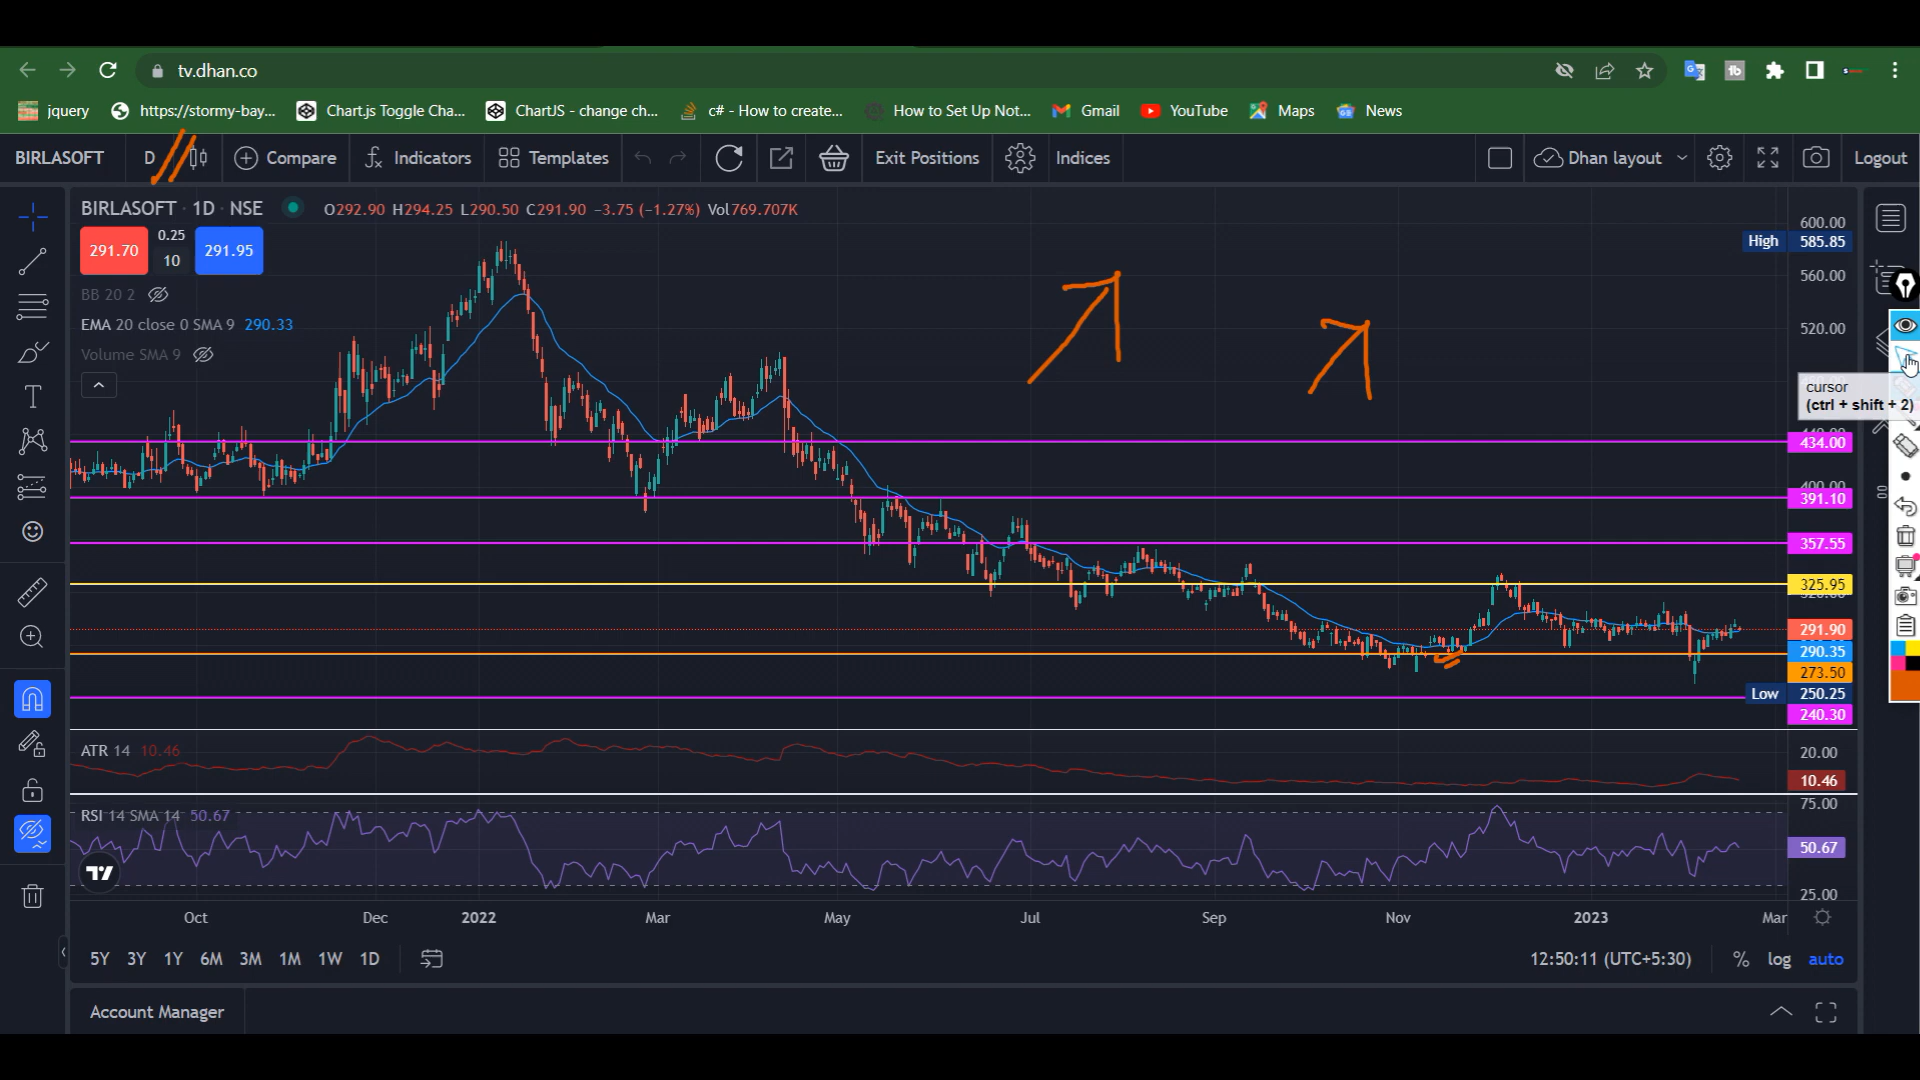 tv.dhan.co
jquery https://stormy-bay... Chart.js Toggle Cha... ChartJS - change ch... c# - How to create... How to Set Up Not... Gmail YouTube Maps News
BIRLASOFT D Compare Indicators Templates Exit Positions Indices Dhan layout Logout
BIRLASOFT · 1D · NSE O292.90 H294.25 L290.50 C291.90 −3.75 (−1.27%) Vol769.707K
291.70 0.25 10 291.95
BB 20 2
EMA 20 close 0 SMA 9 290.33
Volume SMA 9
600.00
High 585.85
560.00
520.00
cursor
(ctrl + shift + 2)
434.00
400.00
391.10
357.55
325.95
291.90
290.35
273.50
Low 250.25
240.30
ATR 14 10.46
20.00
10.46
RSI 14 SMA 14 50.67
75.00
50.67
25.00
Oct Dec 2022 Mar May Jul Sep Nov 2023 Mar
5Y 3Y 1Y 6M 3M 1M 1W 1D 12:50:11 (UTC+5:30) % log auto
Account Manager